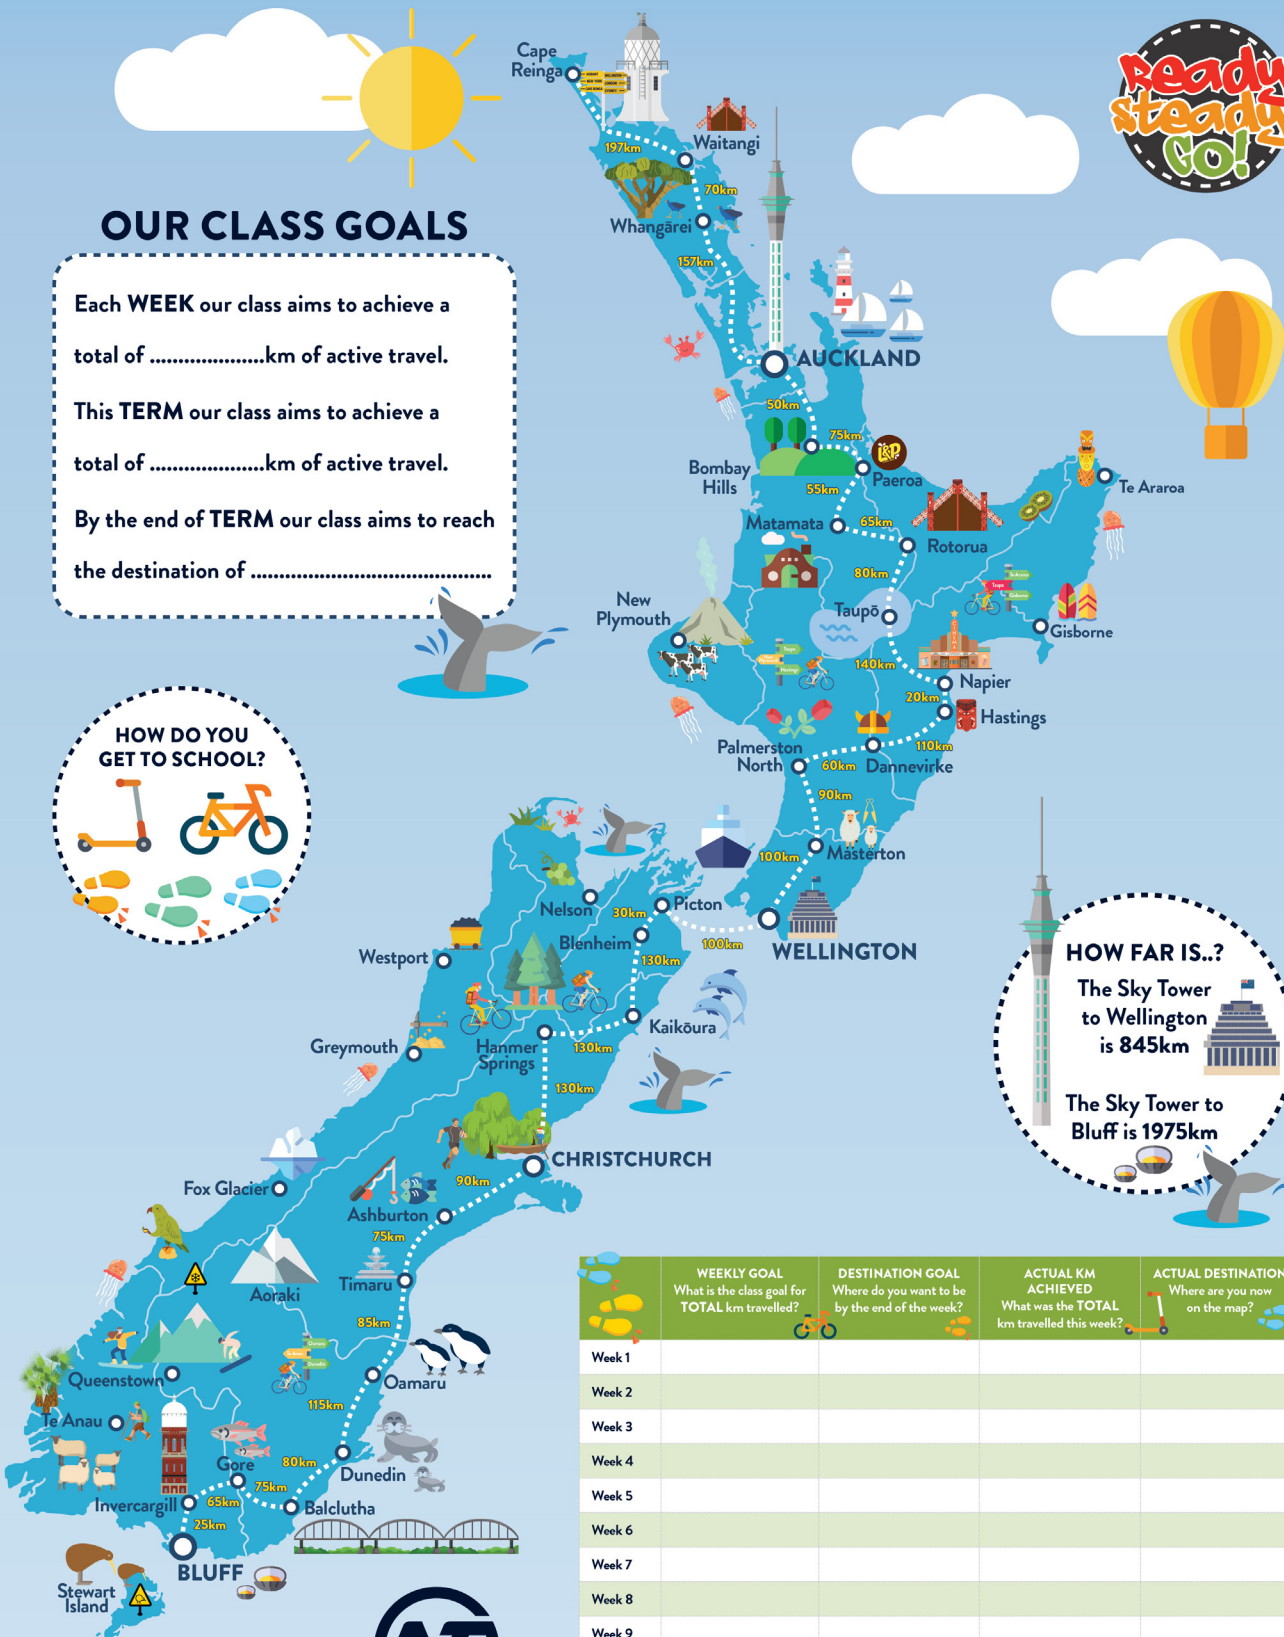 Cape
Reinga
197km
Waitangi
70km
Whangārei
157km
Ready
Steady
GO!
OUR CLASS GOALS
Each WEEK our class aims to achieve a
total of ....................km of active travel.
This TERM our class aims to achieve a
total of ....................km of active travel.
By the end of TERM our class aims to reach
the destination of ..........................................
AUCKLAND
50km
75km
L&P
Bombay
Hills
Paeroa
55km
Te Araroa
Matamata
65km
Rotorua
80km
New
Plymouth
Taupō
CINEMA
Gisborne
140km
Napier
20km
Hastings
110km
Palmerston
North
60km
Dannevirke
90km
HOW DO YOU
GET TO SCHOOL?
100km
Masterton
Nelson
30km
Picton
Blenheim
100km
WELLINGTON
Westport
130km
Kaikōura
Greymouth
Hanmer
Springs
130km
130km
HOW FAR IS..?
The Sky Tower
to Wellington
is 845km
The Sky Tower to
Bluff is 1975km
CHRISTCHURCH
90km
Fox Glacier
Ashburton
75km
Timaru
Aoraki
85km
Oamaru
Queenstown
115km
Te Anau
80km
Dunedin
Gore
75km
Invercargill
65km
Balclutha
25km
BLUFF
Stewart
Island
AT
WEEKLY GOAL
What is the class goal for
TOTAL km travelled?
DESTINATION GOAL
Where do you want to be
by the end of the week?
ACTUAL KM
ACHIEVED
What was the TOTAL
km travelled this week?
ACTUAL DESTINATION
Where are you now
on the map?
Week 1
Week 2
Week 3
Week 4
Week 5
Week 6
Week 7
Week 8
Week 9